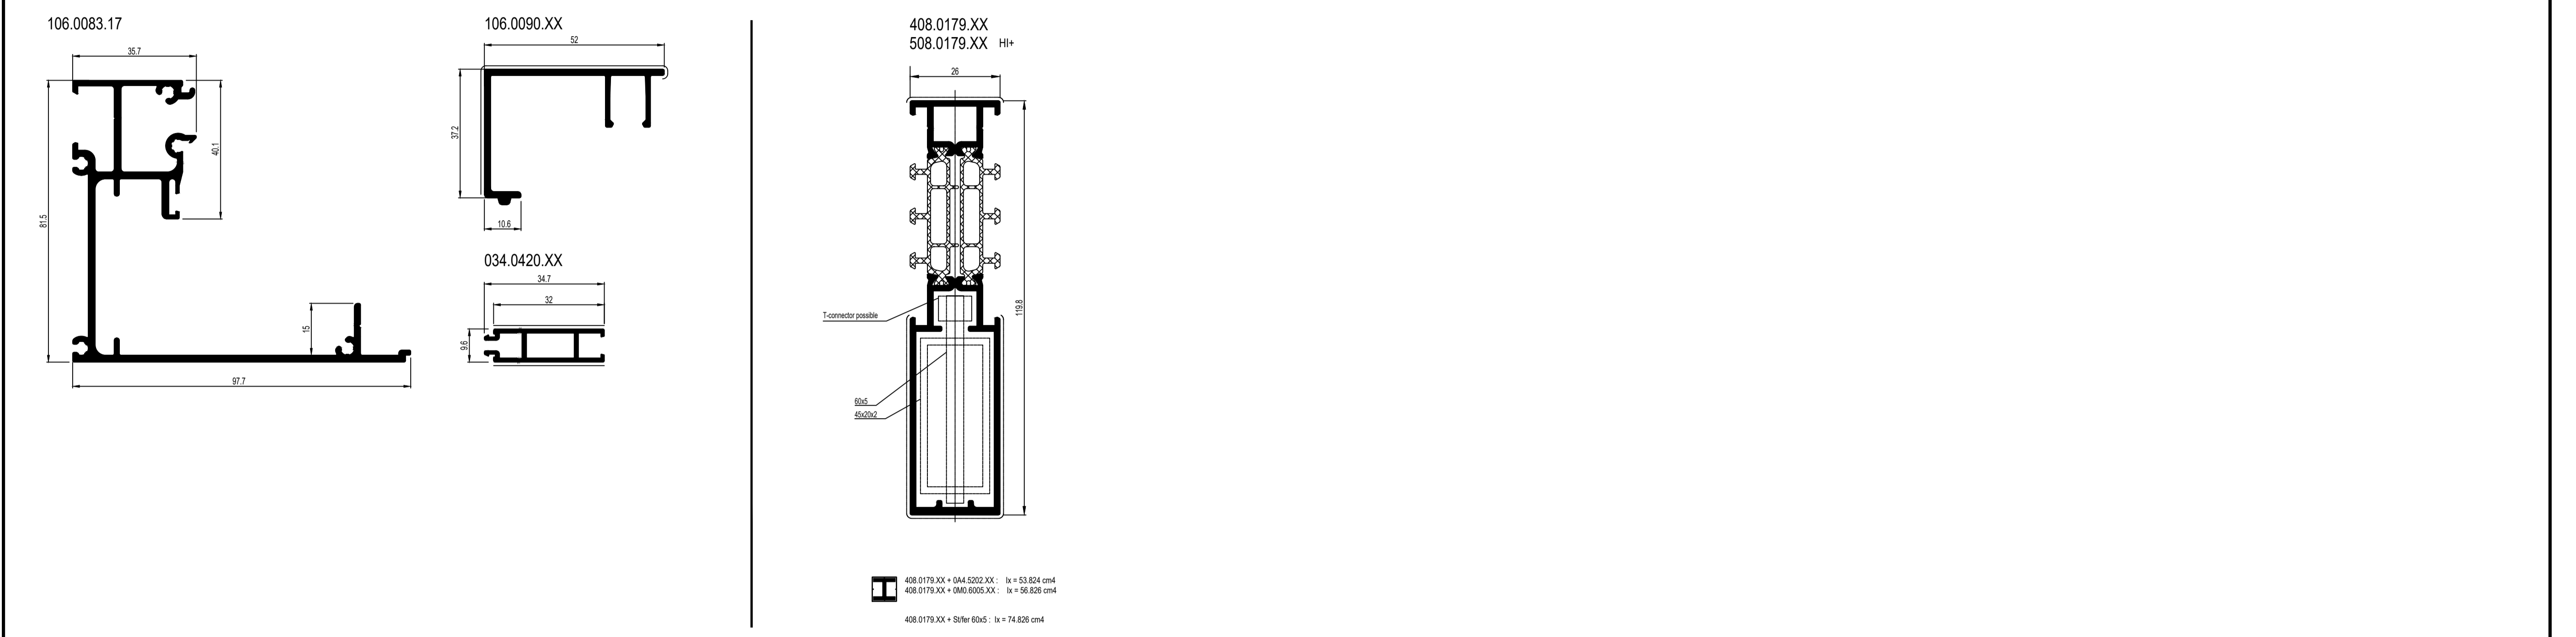 106.0083.17
35.7
81.5
40.1
15
97.7
106.0090.XX
52
37.2
10.6
034.0420.XX
34.7
32
9.6
408.0179.XX
508.0179.XX HI+
26
119.8
T-connector possible
60x5
45x20x2
408.0179.XX + 0A4.5202.XX : Ix = 53.824 cm4
408.0179.XX + 0M0.6005.XX : Ix = 56.826 cm4
408.0179.XX + St/fer 60x5 : Ix = 74.826 cm4